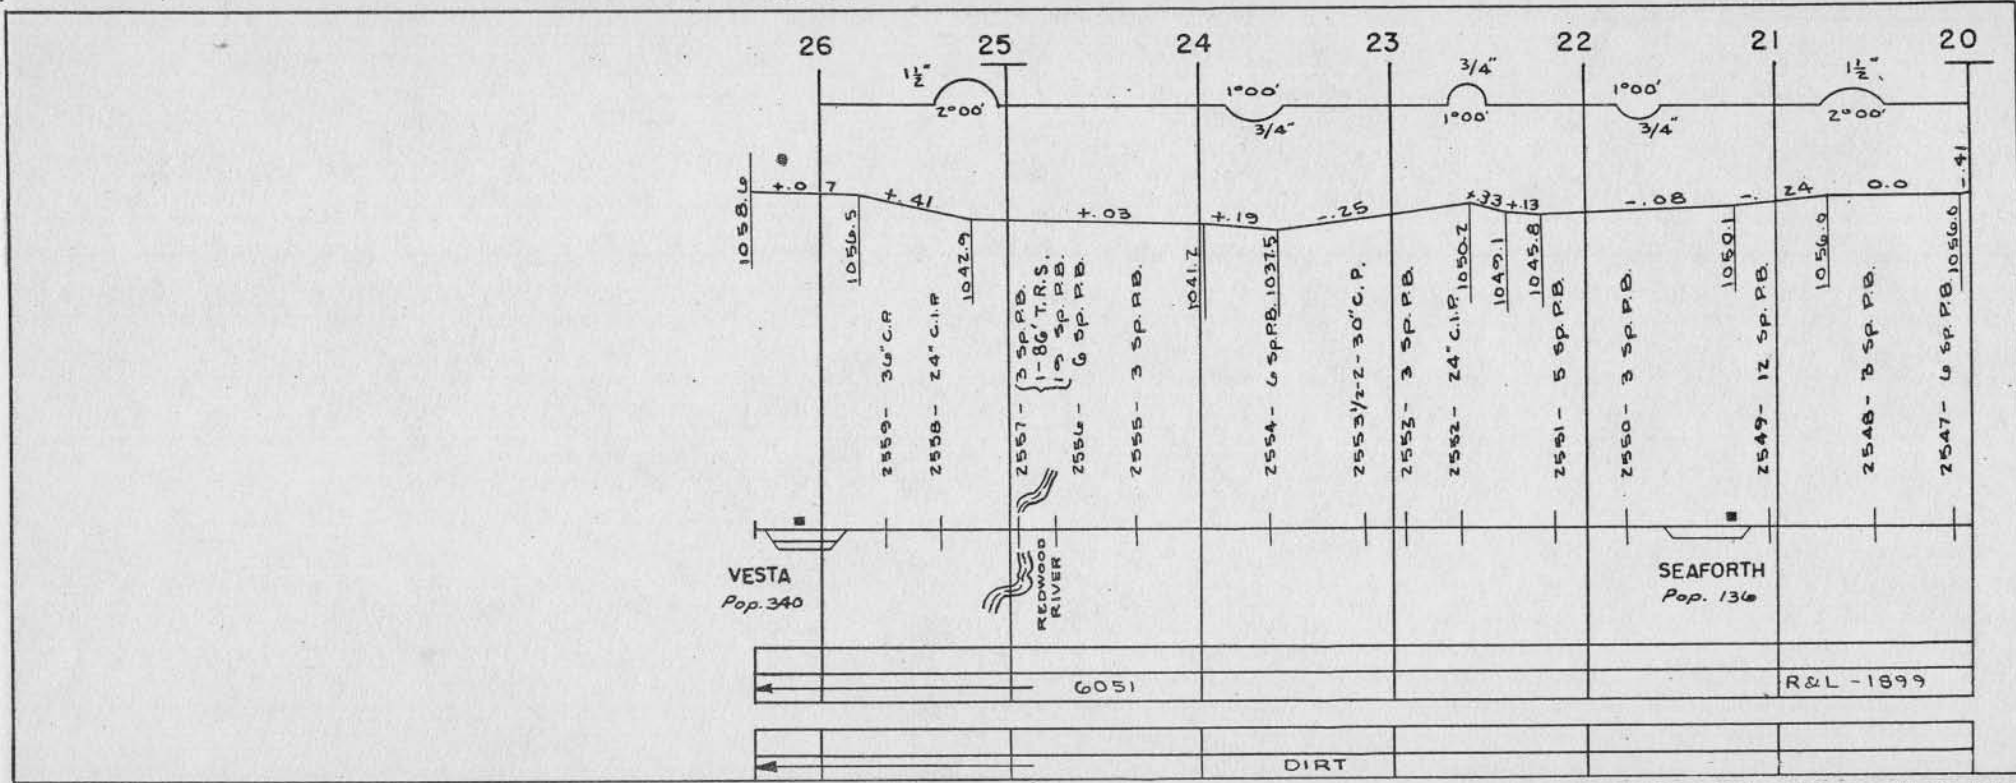 26 25 24 23 22 21 20
1½" 3/4" 1½"
2°00' 1°00' 1°00' 1°00' 2°00'
3/4" 3/4"
+.07 +.41 +.03 +.19 -.25 +.33 +.13 -.08 -.24 0.0 -.41
1058.6
1056.5
1042.9
1041.2
1037.5
1050.2
1049.1
1045.8
1050.1
1056.0
1056.0
2559- 36" C.P.
2558- 24" C.I.P.
2557- 3 Sp. P.B.
1-86' T.R.S.
1-5 Sp. P.B.
2556- 6 Sp. P.B.
2555- 3 Sp. P.B.
2554- 6 Sp. P.B.
2553½-2-30" C.P.
2553- 3 Sp. P.B.
2552- 24" C.I.P.
2551- 5 Sp. P.B.
2550- 3 Sp. P.B.
2549- 12 Sp. P.B.
2548- 3 Sp. P.B.
2547- 6 Sp. P.B.
VESTA
Pop. 340
REDWOOD
RIVER
SEAFORTH
Pop. 136
6051
R&L - 1899
DIRT